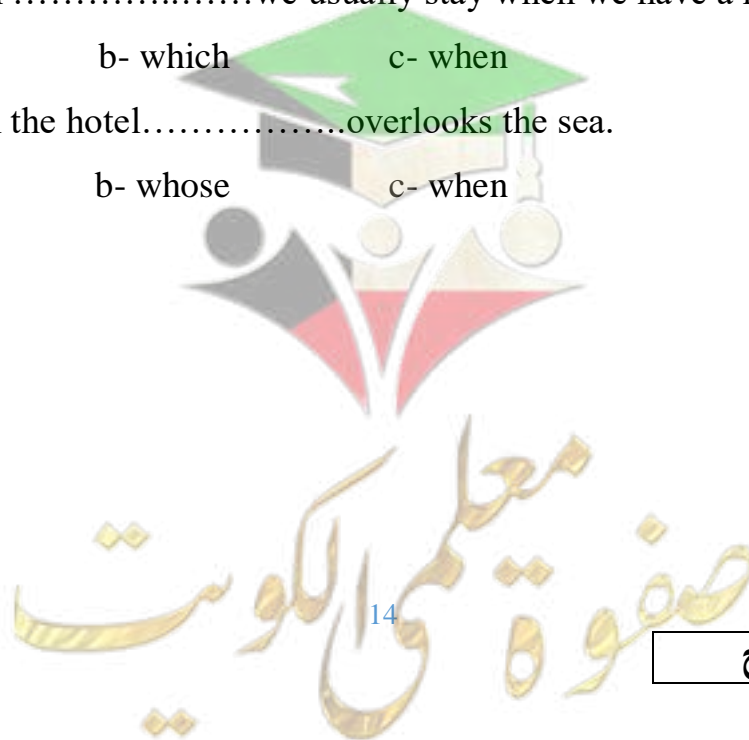 …………..……we usually stay when we have a
b- which c- when
the hotel……………..overlooks the sea.
b- whose c- when
صفوة معلمي الكويت
14